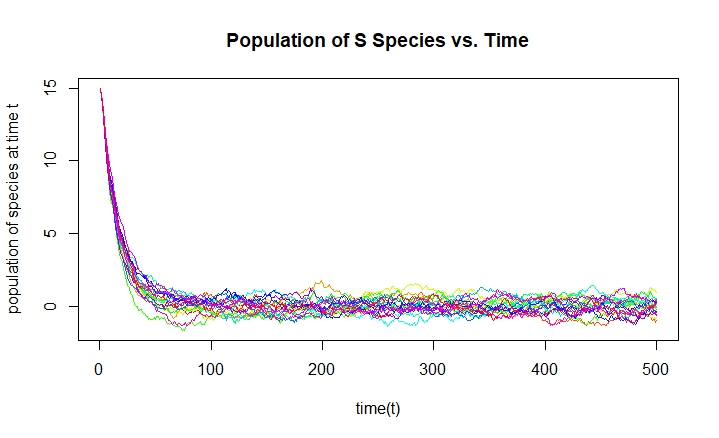 Population of S Species vs. Time
population of species at time t
15
10
5
0
0 100 200 300 400 500
time(t)